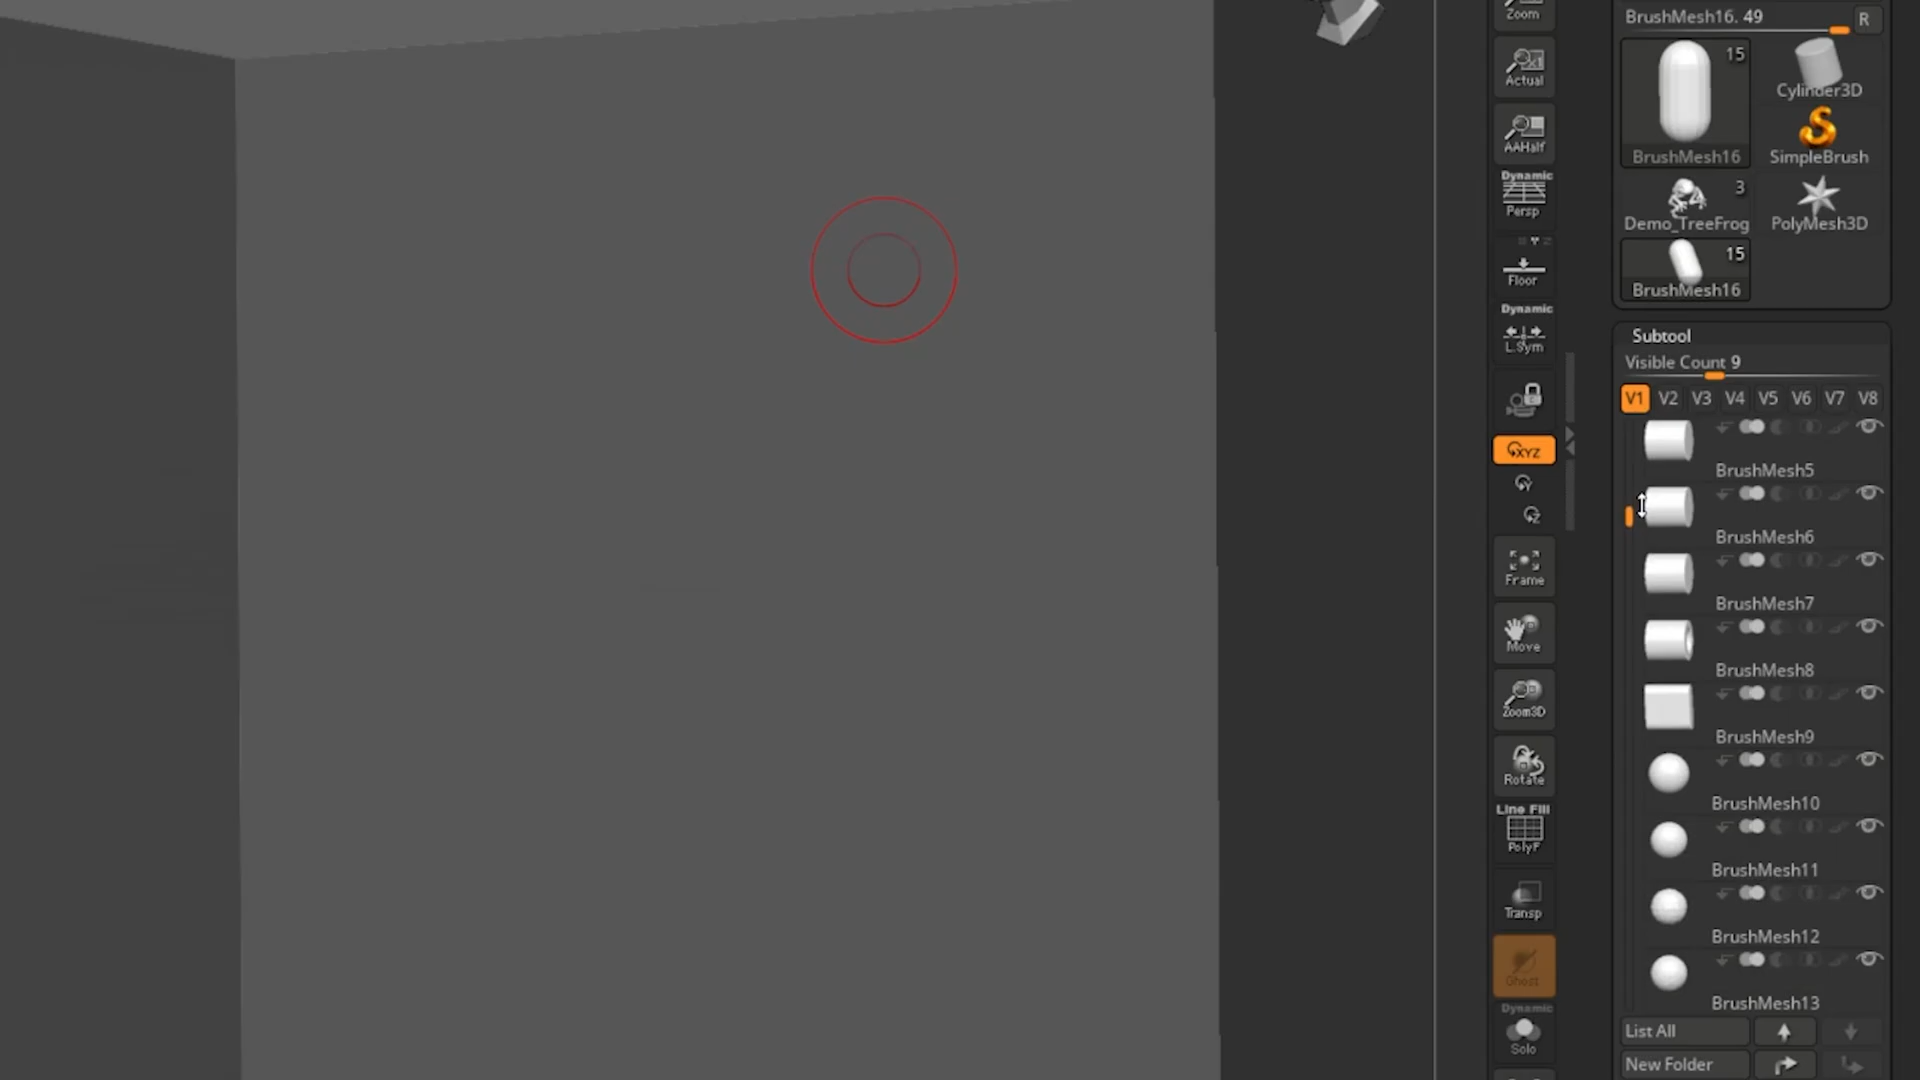 Zoom
Actual
AAHalf
Dynamic
Persp
Floor
Dynamic
L.Sym
XYZ
Y
Z
Frame
Move
Zoom3D
Rotate
Line Fill
PolyF
Transp
Ghost
Dynamic
Solo
BrushMesh16. 49 R
15
BrushMesh16
Cylinder3D
SimpleBrush
3
Demo_TreeFrog
PolyMesh3D
15
BrushMesh16
Subtool
Visible Count 9
V1 V2 V3 V4 V5 V6 V7 V8
BrushMesh5
BrushMesh6
BrushMesh7
BrushMesh8
BrushMesh9
BrushMesh10
BrushMesh11
BrushMesh12
BrushMesh13
List All
New Folder